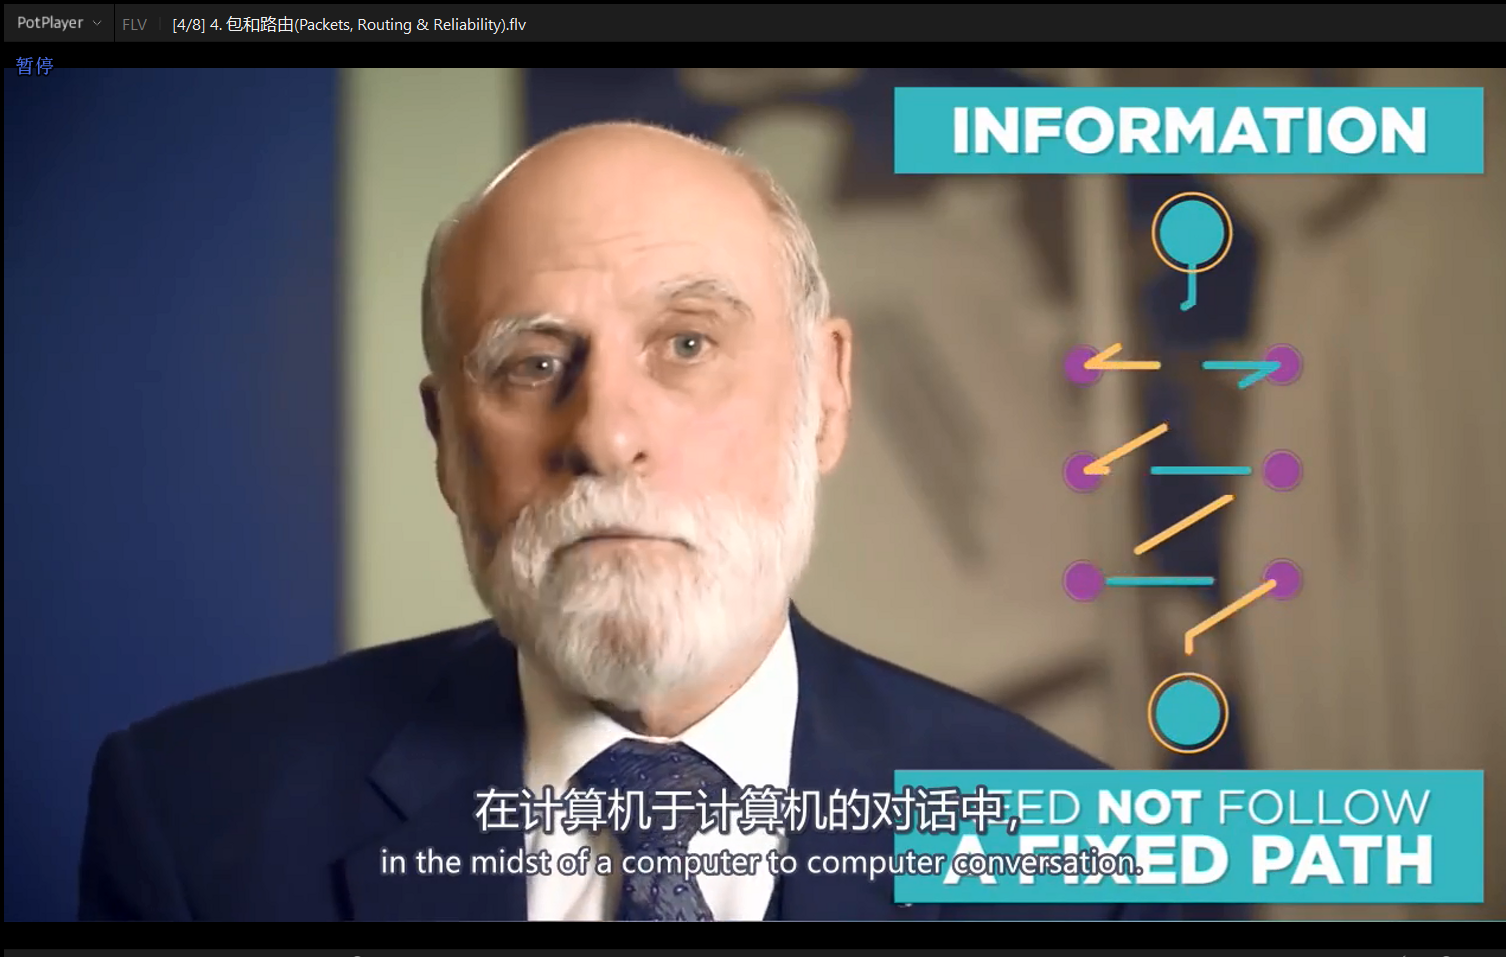 PotPlayer FLV [4/8] 4. 包和路由(Packets, Routing & Reliability).flv
暂停
INFORMATION
EED NOT FOLLOW
A FIXED PATH
在计算机于计算机的对话中,
in the midst of a computer to computer conversation.